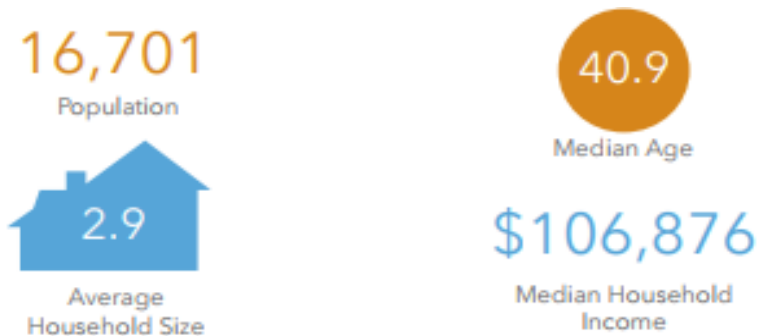 16,701
Population
40.9
Median Age
2.9
Average
Household Size
$106,876
Median Household
Income